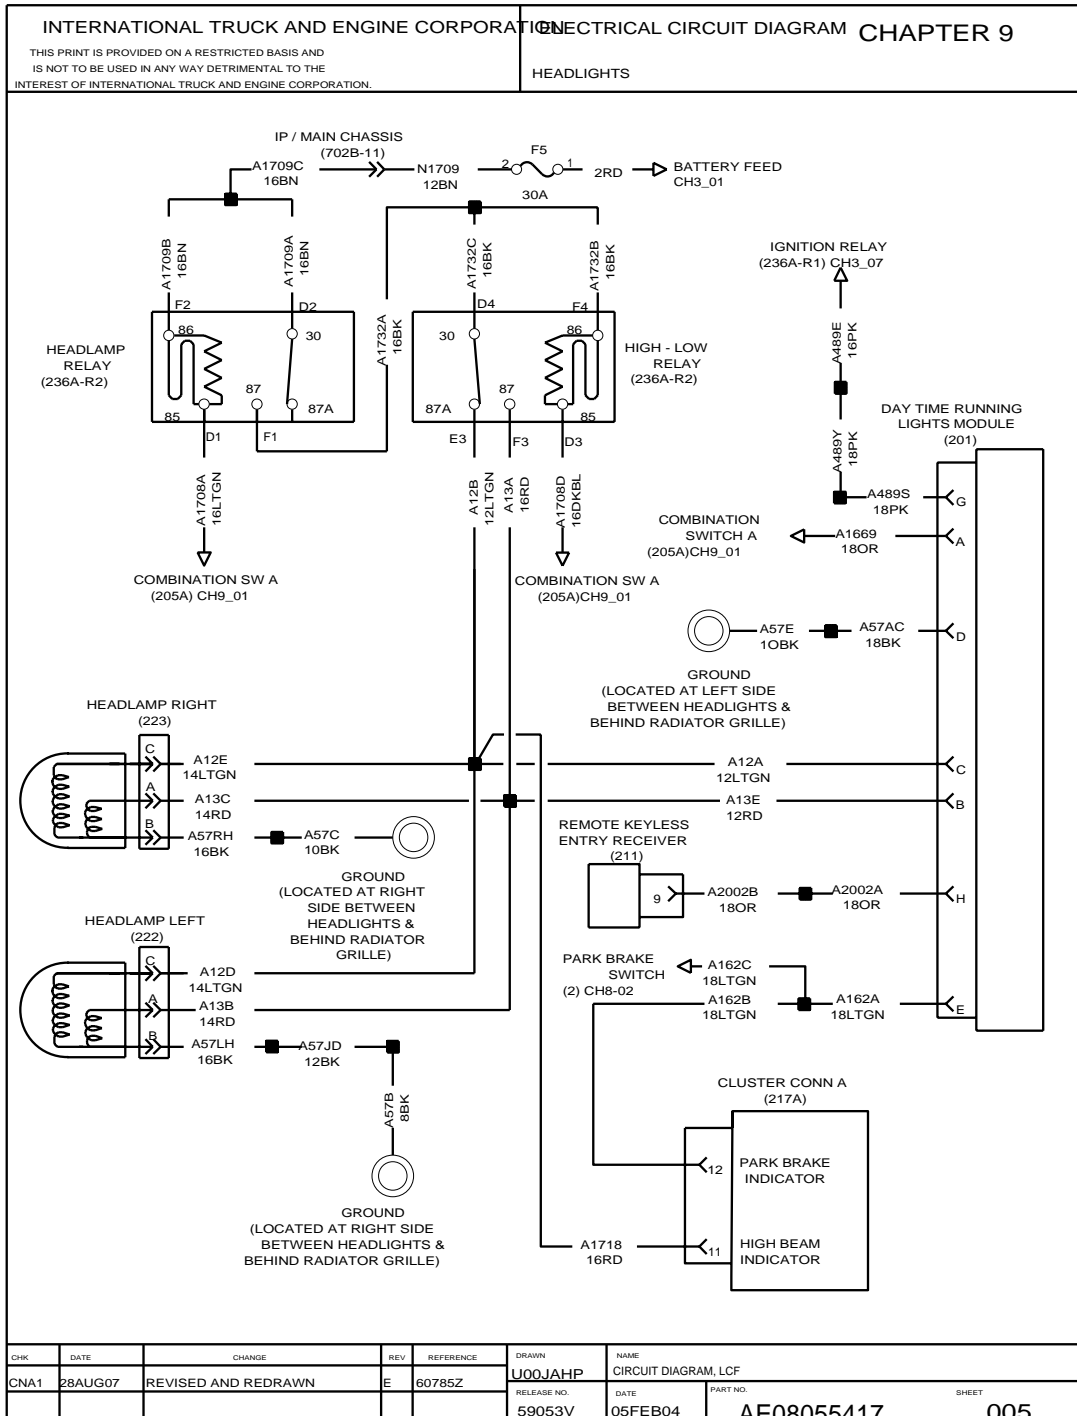 INTERNATIONAL TRUCK AND ENGINE CORPORATION
THIS PRINT IS PROVIDED ON A RESTRICTED BASIS AND
IS NOT TO BE USED IN ANY WAY DETRIMENTAL TO THE
INTEREST OF INTERNATIONAL TRUCK AND ENGINE CORPORATION.
ELECTRICAL CIRCUIT DIAGRAM CHAPTER 9
HEADLIGHTS
IP / MAIN CHASSIS
(702B-11)
A1709C
16BN
N1709
12BN
F5
2
1
30A
2RD
BATTERY FEED
CH3_01
A1709B
16BN
A1709A
16BN
A1732A
16BK
A1732C
16BK
A1732B
16BK
IGNITION RELAY
(236A-R1) CH3_07
A489E
16PK
A489Y
18PK
HEADLAMP
RELAY
(236A-R2)
F2
D2
86
30
87
85
87A
D1
F1
D4
F4
30
86
87
87A
85
E3
F3
D3
HIGH - LOW
RELAY
(236A-R2)
DAY TIME RUNNING
LIGHTS MODULE
(201)
A1708A
16LTGN
A12B
12LTGN
A13A
16RD
A1708D
16DKBL
COMBINATION SW A
(205A) CH9_01
COMBINATION SW A
(205A)CH9_01
A489S
18PK
G
COMBINATION
SWITCH A
(205A)CH9_01
A1669
18OR
A
A57E
1OBK
A57AC
18BK
D
GROUND
(LOCATED AT LEFT SIDE
BETWEEN HEADLIGHTS &
BEHIND RADIATOR GRILLE)
HEADLAMP RIGHT
(223)
C
A12E
14LTGN
A
A13C
14RD
B
A57RH
16BK
A57C
10BK
GROUND
(LOCATED AT RIGHT
SIDE BETWEEN
HEADLIGHTS &
BEHIND RADIATOR
GRILLE)
A12A
12LTGN
C
A13E
12RD
B
REMOTE KEYLESS
ENTRY RECEIVER
(211)
9
A2002B
18OR
A2002A
18OR
H
HEADLAMP LEFT
(222)
C
A12D
14LTGN
A
A13B
14RD
B
A57LH
16BK
A57JD
12BK
A57B
8BK
GROUND
(LOCATED AT RIGHT SIDE
BETWEEN HEADLIGHTS &
BEHIND RADIATOR GRILLE)
PARK BRAKE
SWITCH
(2) CH8-02
A162C
18LTGN
A162B
18LTGN
A162A
18LTGN
E
CLUSTER CONN A
(217A)
12
PARK BRAKE
INDICATOR
A1718
16RD
11
HIGH BEAM
INDICATOR
CHK DATE CHANGE REV REFERENCE
CNA1 28AUG07 REVISED AND REDRAWN E 60785Z
DRAWN
U00JAHP
NAME
CIRCUIT DIAGRAM, LCF
RELEASE NO.
59053V
DATE
05FEB04
PART NO.
AE08055417
SHEET
005